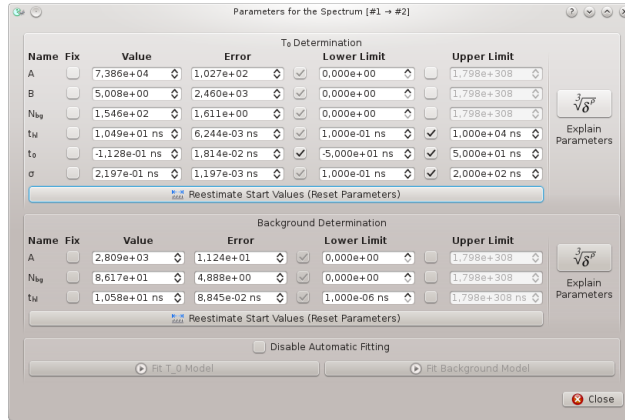 Parameters for the Spectrum [#1 → #2]
T₀ Determination
Name Fix Value Error Lower Limit Upper Limit
A 7,386e+04 1,027e+02 0,000e+00 1,798e+308
B 5,008e+00 2,460e+03 0,000e+00 1,798e+308
N_bg 1,546e+02 1,611e+00 0,000e+00 1,798e+308
t_hl 1,049e+01 ns 6,244e-03 ns 1,000e-01 ns 1,000e+04 ns
t₀ -1,128e-01 ns 1,814e-02 ns -5,000e+01 ns 5,000e+01 ns
σ 2,197e-01 ns 1,197e-03 ns 1,000e-01 ns 2,000e+02 ns
∛δᵖ
Explain
Parameters
Reestimate Start Values (Reset Parameters)
Background Determination
Name Fix Value Error Lower Limit Upper Limit
A 2,809e+03 1,124e+01 0,000e+00 1,798e+308
N_bg 8,617e+01 4,888e+00 0,000e+00 1,798e+308
t_hl 1,058e+01 ns 8,845e-02 ns 1,000e-06 ns 1,798e+308 ns
∛δᵖ
Explain
Parameters
Reestimate Start Values (Reset Parameters)
Disable Automatic Fitting
Fit T_0 Model Fit Background Model
Close